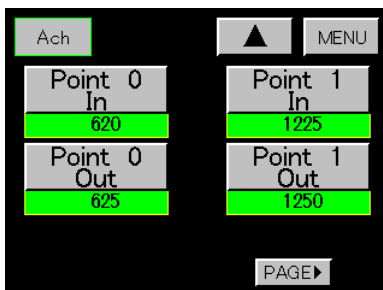 Ach
▲
MENU
Point 0
In
620
Point 1
In
1225
Point 0
Out
625
Point 1
Out
1250
PAGE▶